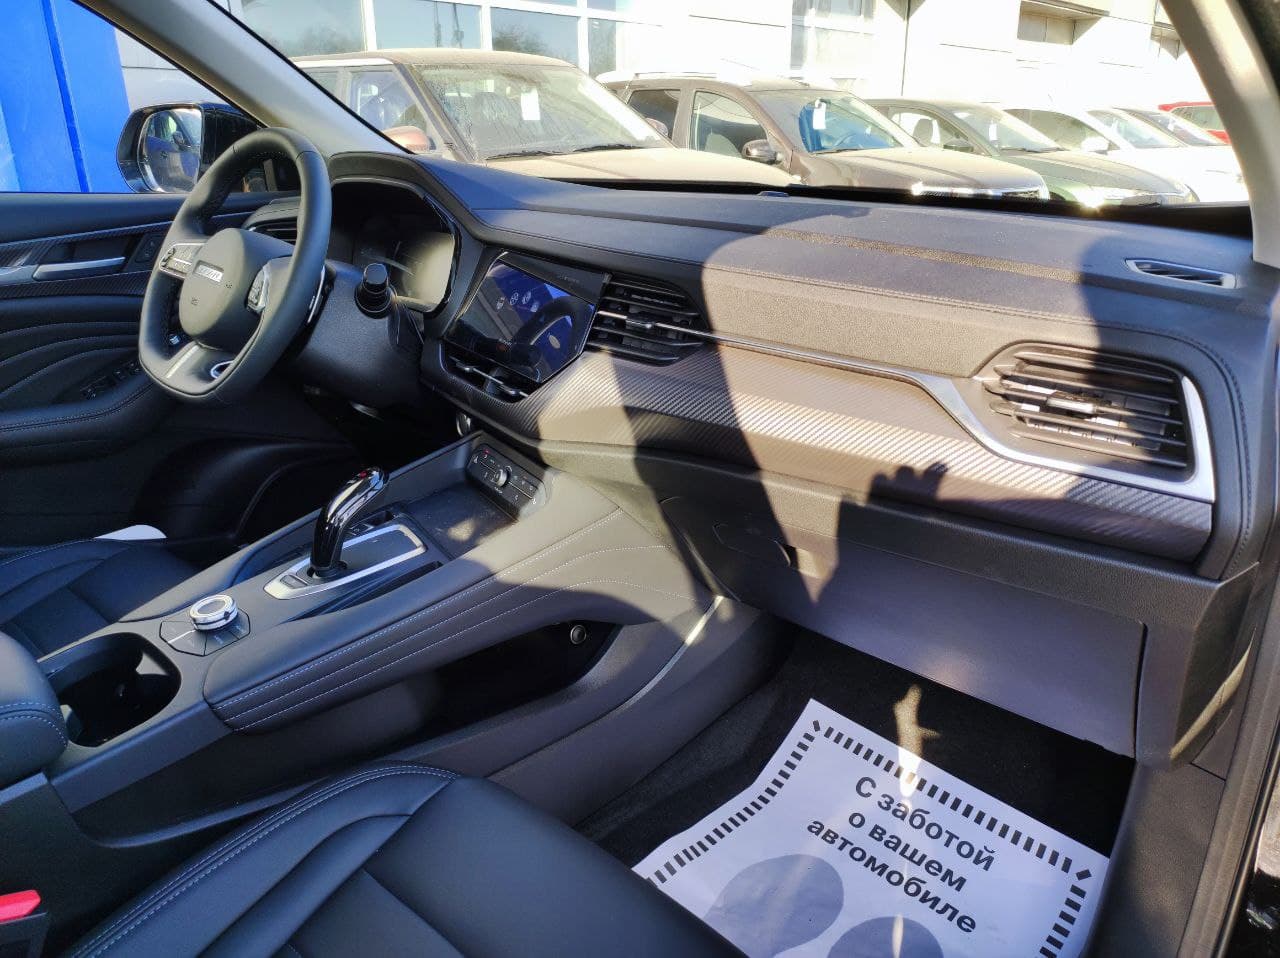 С заботой
о вашем
автомобиле